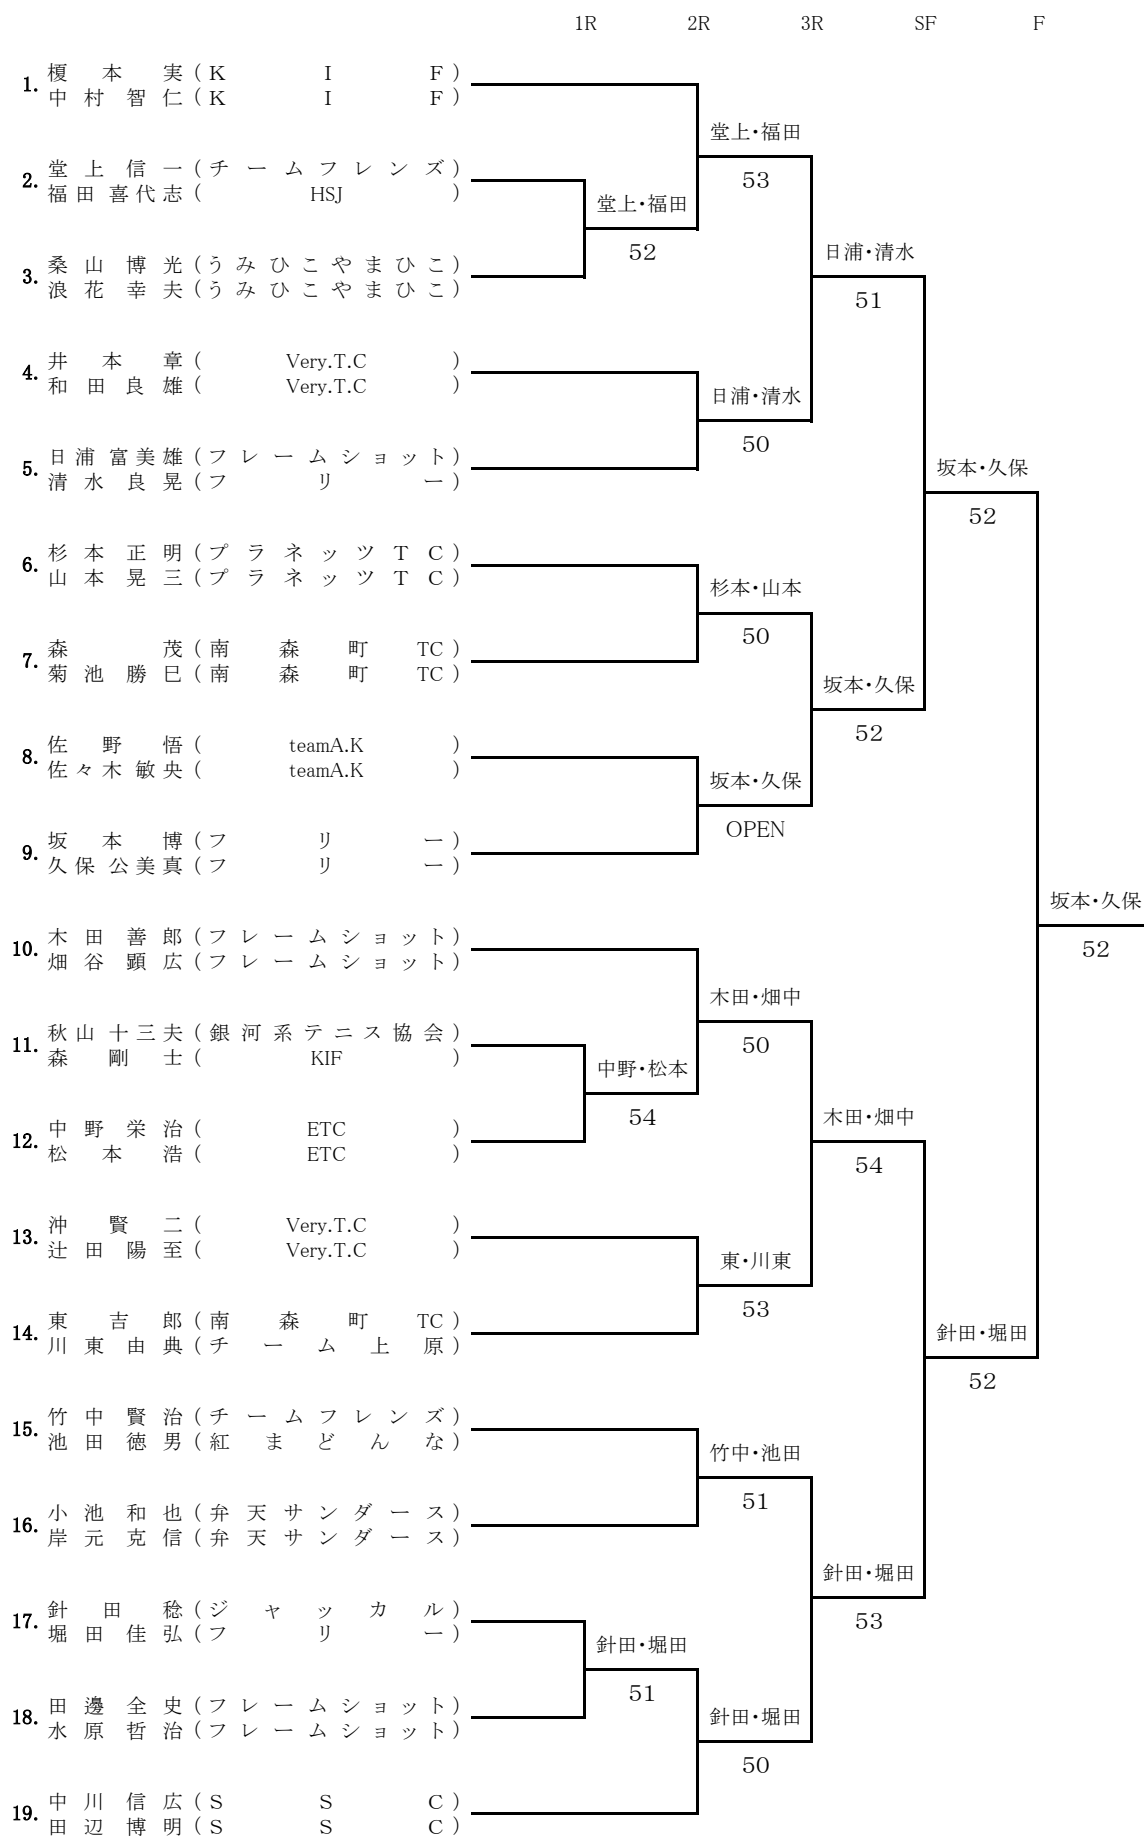 1R 2R 3R SF F
1. 榎本実(KIF)
中村智仁(KIF)
堂上・福田
53
2. 堂上信一(チームフレンズ)
福田喜代志(HSJ)
堂上・福田
52
3. 桑山博光(うみひこやまひこ)
浪花幸夫(うみひこやまひこ)
日浦・清水
51
4. 井本章(Very.T.C)
和田良雄(Very.T.C)
日浦・清水
50
5. 日浦富美雄(フレームショット)
清水良晃(フリー)
坂本・久保
52
6. 杉本正明(プラネッツTC)
山本晃三(プラネッツTC)
杉本・山本
50
7. 森茂(南森町TC)
菊池勝巳(南森町TC)
坂本・久保
52
8. 佐野悟(teamA.K)
佐々木敏央(teamA.K)
坂本・久保
OPEN
9. 坂本博(フリー)
久保公美真(フリー)
坂本・久保
52
10. 木田善郎(フレームショット)
畑谷顕広(フレームショット)
木田・畑中
50
11. 秋山十三夫(銀河系テニス協会)
森剛士(KIF)
中野・松本
54
12. 中野栄治(ETC)
松本浩(ETC)
木田・畑中
54
13. 沖賢二(Very.T.C)
辻田陽至(Very.T.C)
東・川東
53
14. 東吉郎(南森町TC)
川東由典(チーム上原)
針田・堀田
52
15. 竹中賢治(チームフレンズ)
池田徳男(紅まどんな)
竹中・池田
51
16. 小池和也(弁天サンダース)
岸元克信(弁天サンダース)
針田・堀田
53
17. 針田稔(ジャッカル)
堀田佳弘(フリー)
針田・堀田
51
18. 田邊全史(フレームショット)
水原哲治(フレームショット)
針田・堀田
50
19. 中川信広(SSC)
田辺博明(SSC)